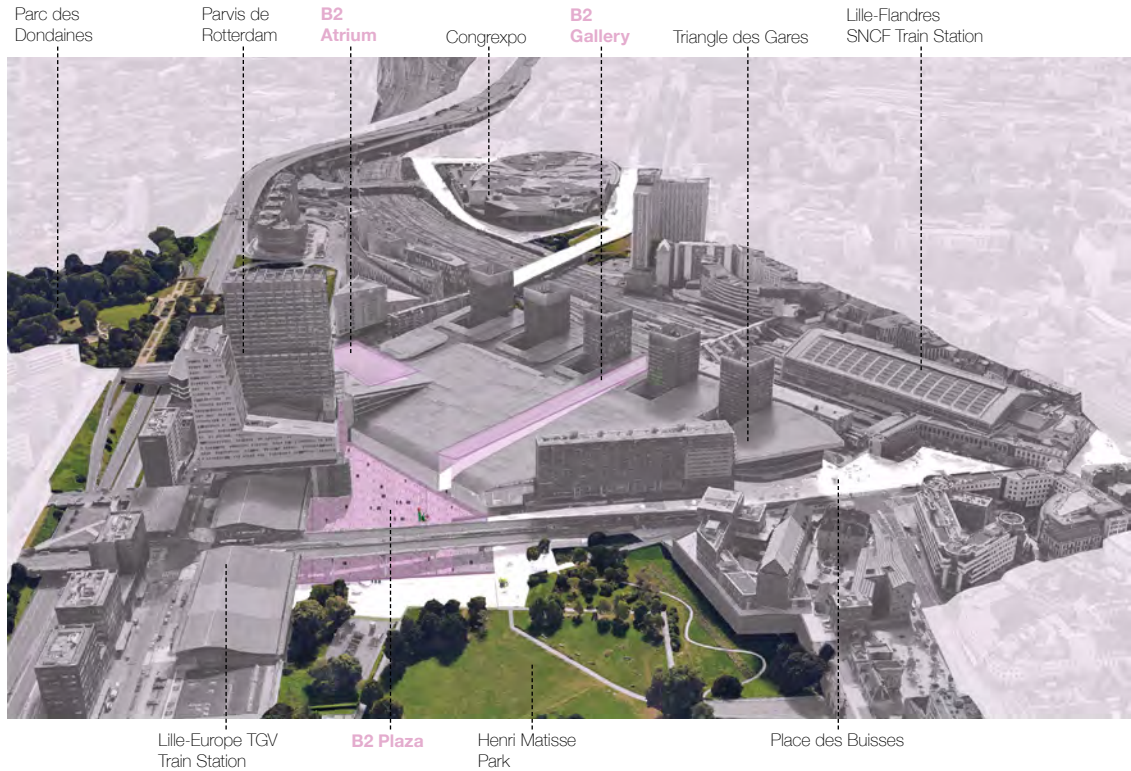 Parc des
Dondaines
Parvis de
Rotterdam
B2
Atrium
Congrexpo
B2
Gallery
Triangle des Gares
Lille-Flandres
SNCF Train Station
Lille-Europe TGV
Train Station
B2 Plaza
Henri Matisse
Park
Place des Buisses